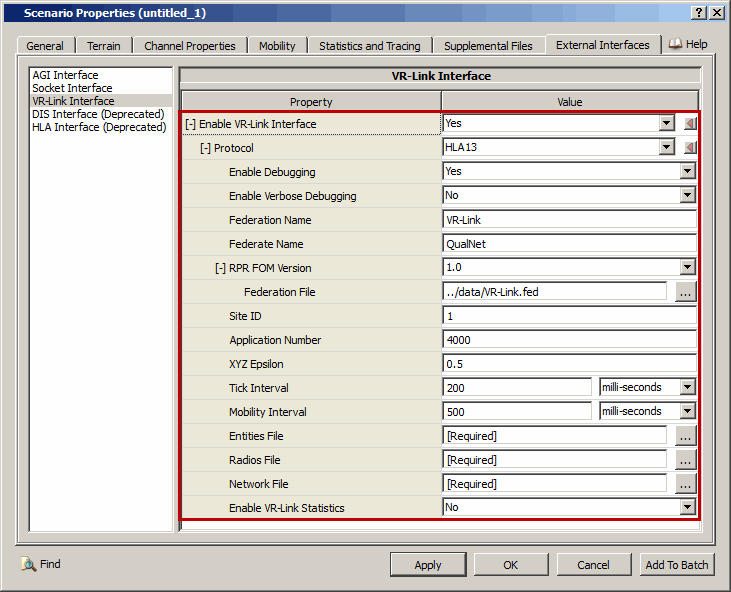 Scenario Properties (untitled_1)
General
Terrain
Channel Properties
Mobility
Statistics and Tracing
Supplemental Files
External Interfaces
Help
AGI Interface
Socket Interface
VR-Link Interface
DIS Interface (Deprecated)
HLA Interface (Deprecated)
VR-Link Interface
Property Value
[-] Enable VR-Link Interface Yes
[-] Protocol HLA13
Enable Debugging Yes
Enable Verbose Debugging No
Federation Name VR-Link
Federate Name QualNet
[-] RPR FOM Version 1.0
Federation File ../data/VR-Link.fed ...
Site ID 1
Application Number 4000
XYZ Epsilon 0.5
Tick Interval 200 milli-seconds
Mobility Interval 500 milli-seconds
Entities File [Required] ...
Radios File [Required] ...
Network File [Required] ...
Enable VR-Link Statistics No
Find
Apply
OK
Cancel
Add To Batch